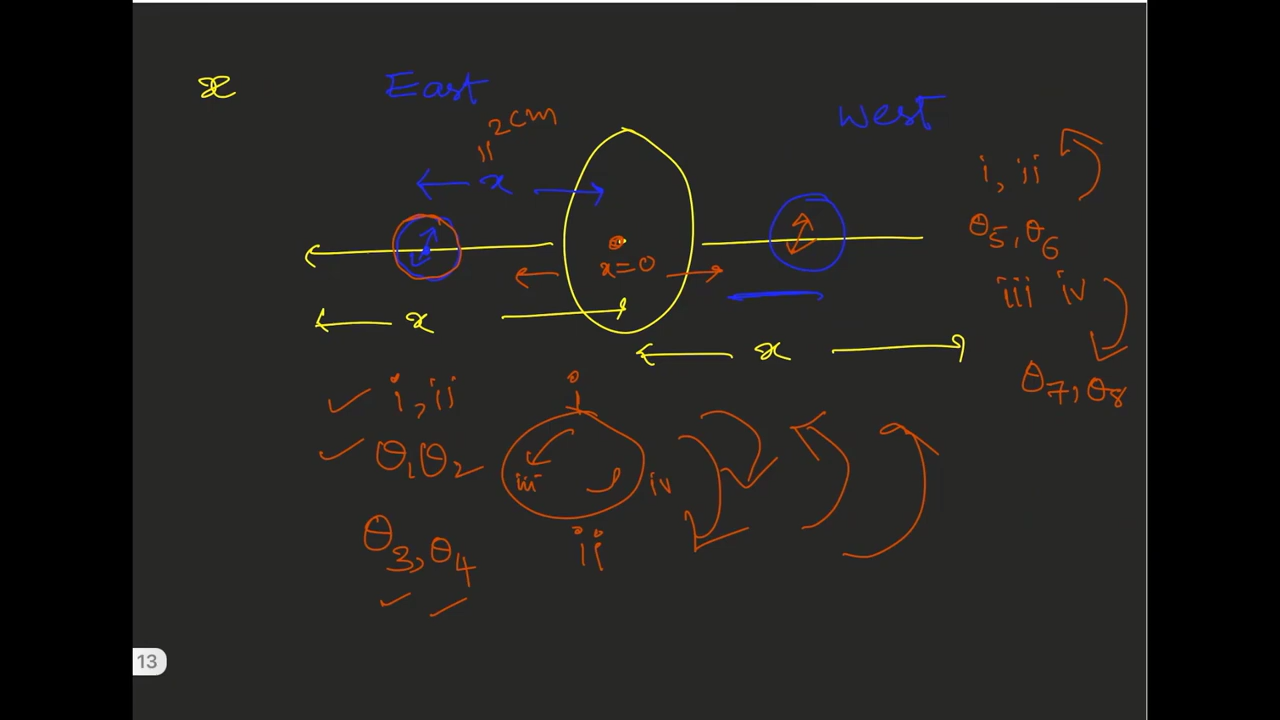 x
East
west
2cm
=
x
x=0
x
x
i, ii
θ1, θ2
θ3, θ4
i
iii
iv
ii
i, ii
θ5, θ6
iii iv
θ7, θ8
13